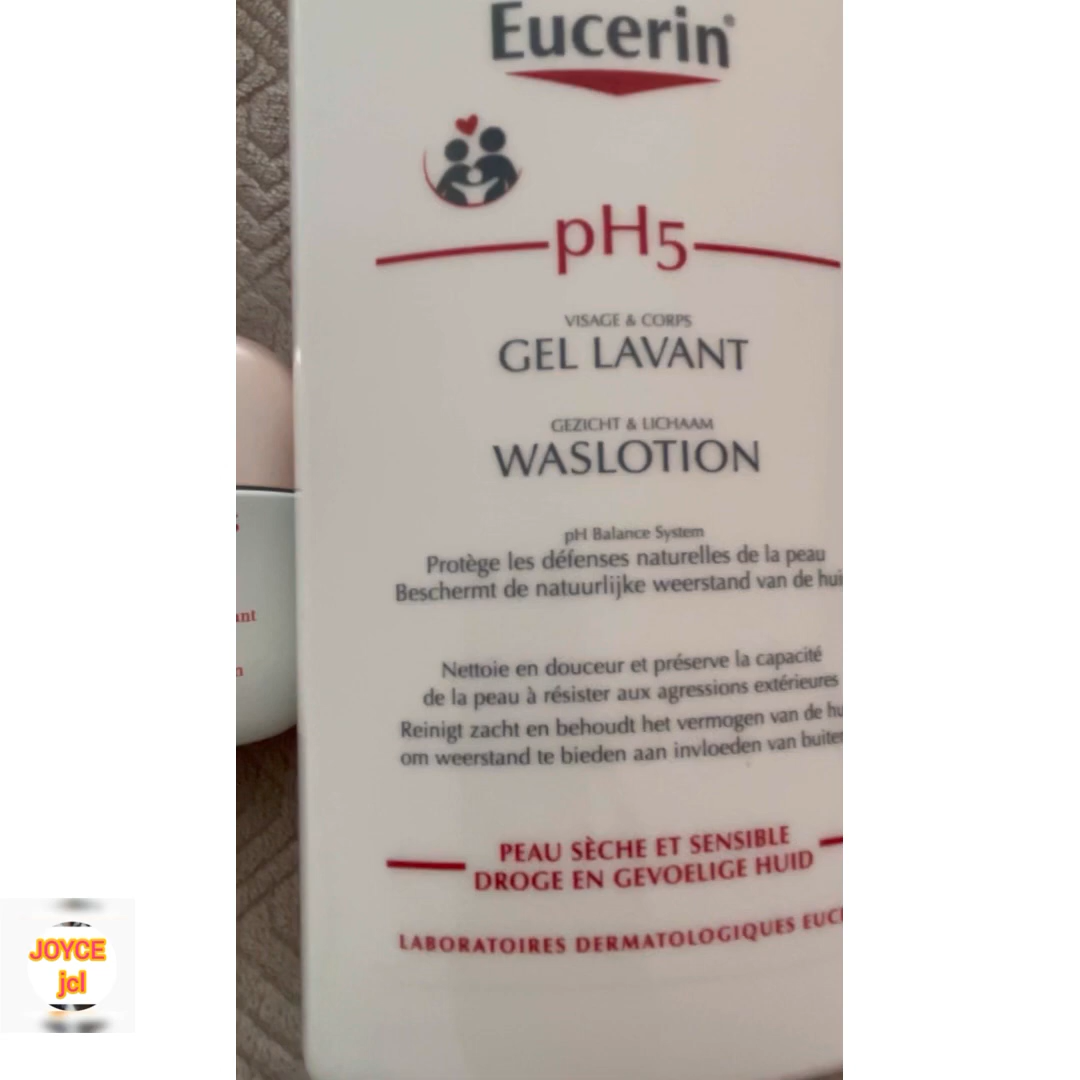 Eucerin®
pH5
VISAGE & CORPS
GEL LAVANT
GEZICHT & LICHAAM
WASLOTION
pH Balance System
Protège les défenses naturelles de la peau
Beschermt de natuurlijke weerstand van de
Nettoie en douceur et préserve la capacité
de la peau à résister aux agressions extérieures
Reinigt zacht en behoudt het vermogen van de
om weerstand te bieden aan invloeden van
PEAU SÈCHE ET SENSIBLE
DROGE EN GEVOELIGE HUID
LABORATOIRES DERMATOLOGIQUES
JOYCE
jcl